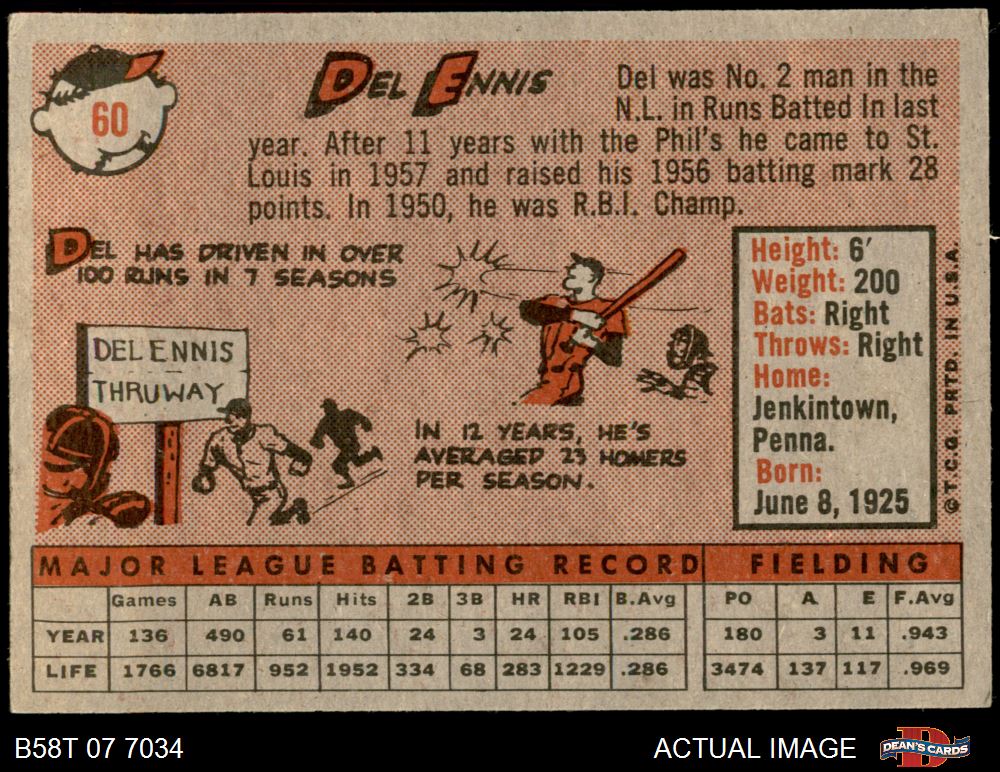 60
DEL ENNIS
Del was No. 2 man in the
N.L. in Runs Batted In last
year. After 11 years with the Phil's he came to St.
Louis in 1957 and raised his 1956 batting mark 28
points. In 1950, he was R.B.I. Champ.
DEL HAS DRIVEN IN OVER
100 RUNS IN 7 SEASONS
DEL ENNIS
THRUWAY
IN 12 YEARS, HE'S
AVERAGED 23 HOMERS
PER SEASON.
Height: 6'
Weight: 200
Bats: Right
Throws: Right
Home:
Jenkintown,
Penna.
Born:
June 8, 1925
© T.C.G. PRTD. IN U.S.A.
MAJOR LEAGUE BATTING RECORD FIELDING
Games AB Runs Hits 2B 3B HR RBI B.Avg PO A E F.Avg
YEAR 136 490 61 140 24 3 24 105 .286 180 3 11 .943
LIFE 1766 6817 952 1952 334 68 283 1229 .286 3474 137 117 .969
B58T 07 7034 ACTUAL IMAGE D DEAN'S CARDS